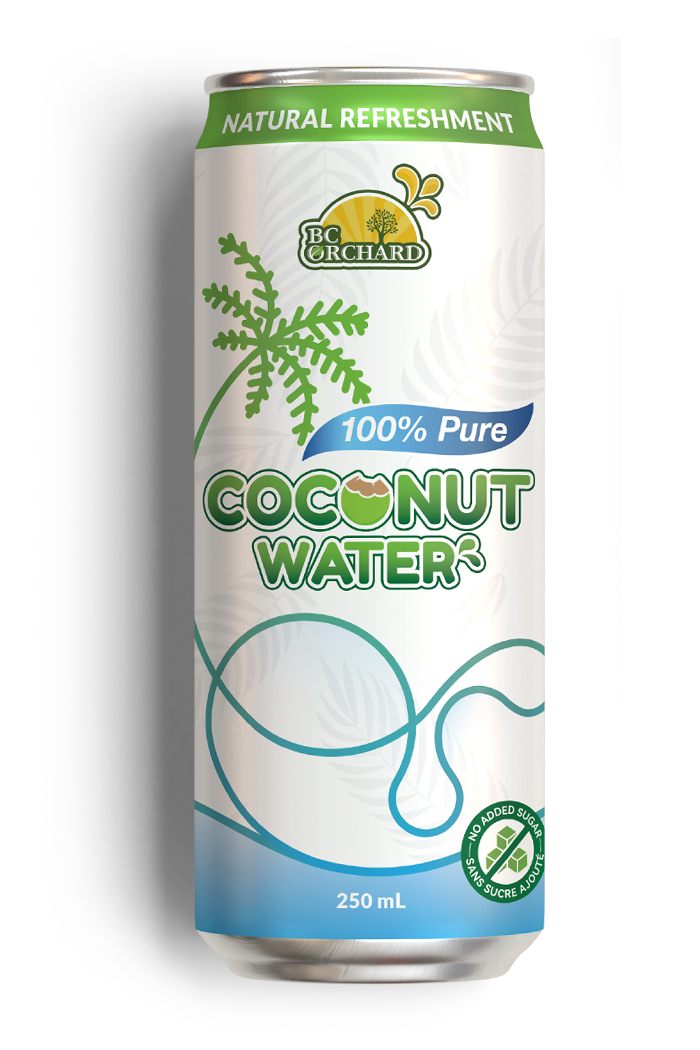 NATURAL REFRESHMENT
BC
ORCHARD
100% Pure
COCONUT
WATER
NO ADDED SUGAR
SANS SUCRE AJOUTÉ
250 mL